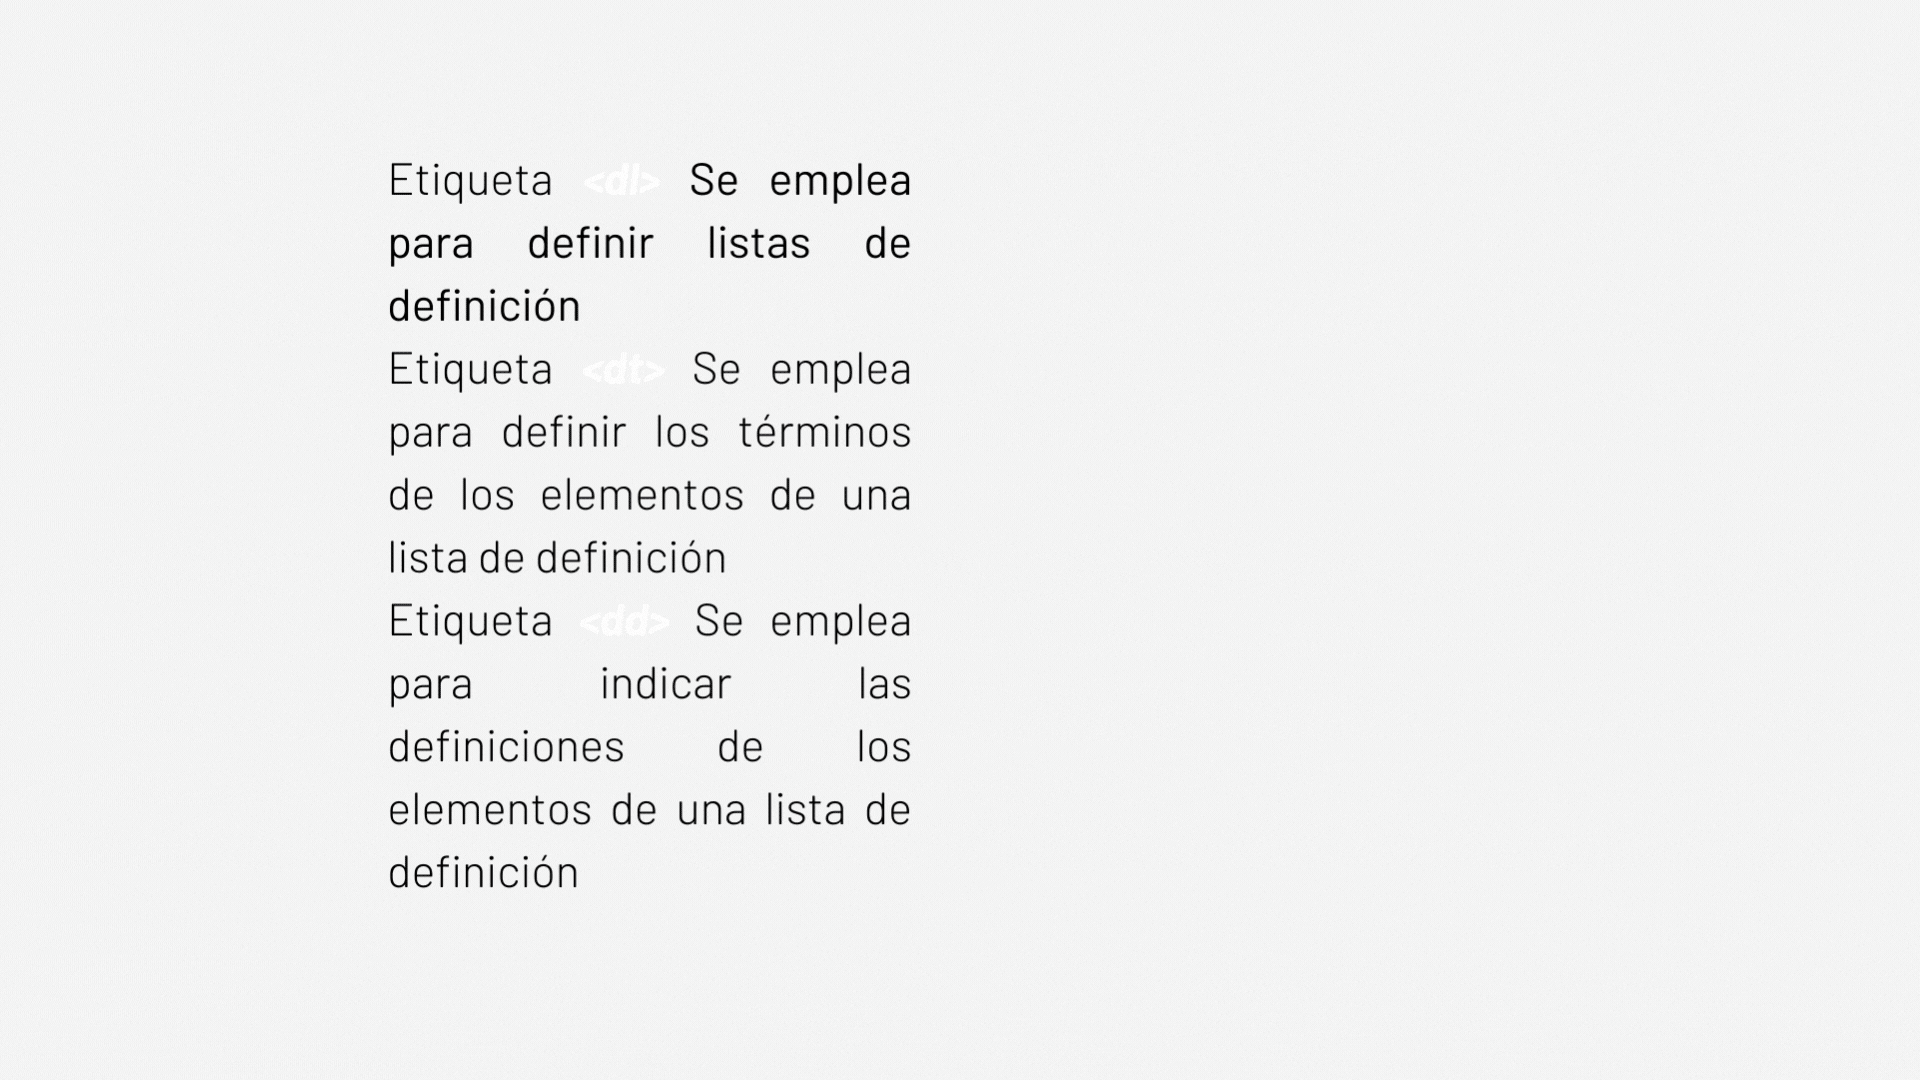 Etiqueta <dl> Se emplea
para definir listas de
definición
Etiqueta <dt> Se emplea
para definir los términos
de los elementos de una
lista de definición
Etiqueta <dd> Se emplea
para indicar las
definiciones de los
elementos de una lista de
definición